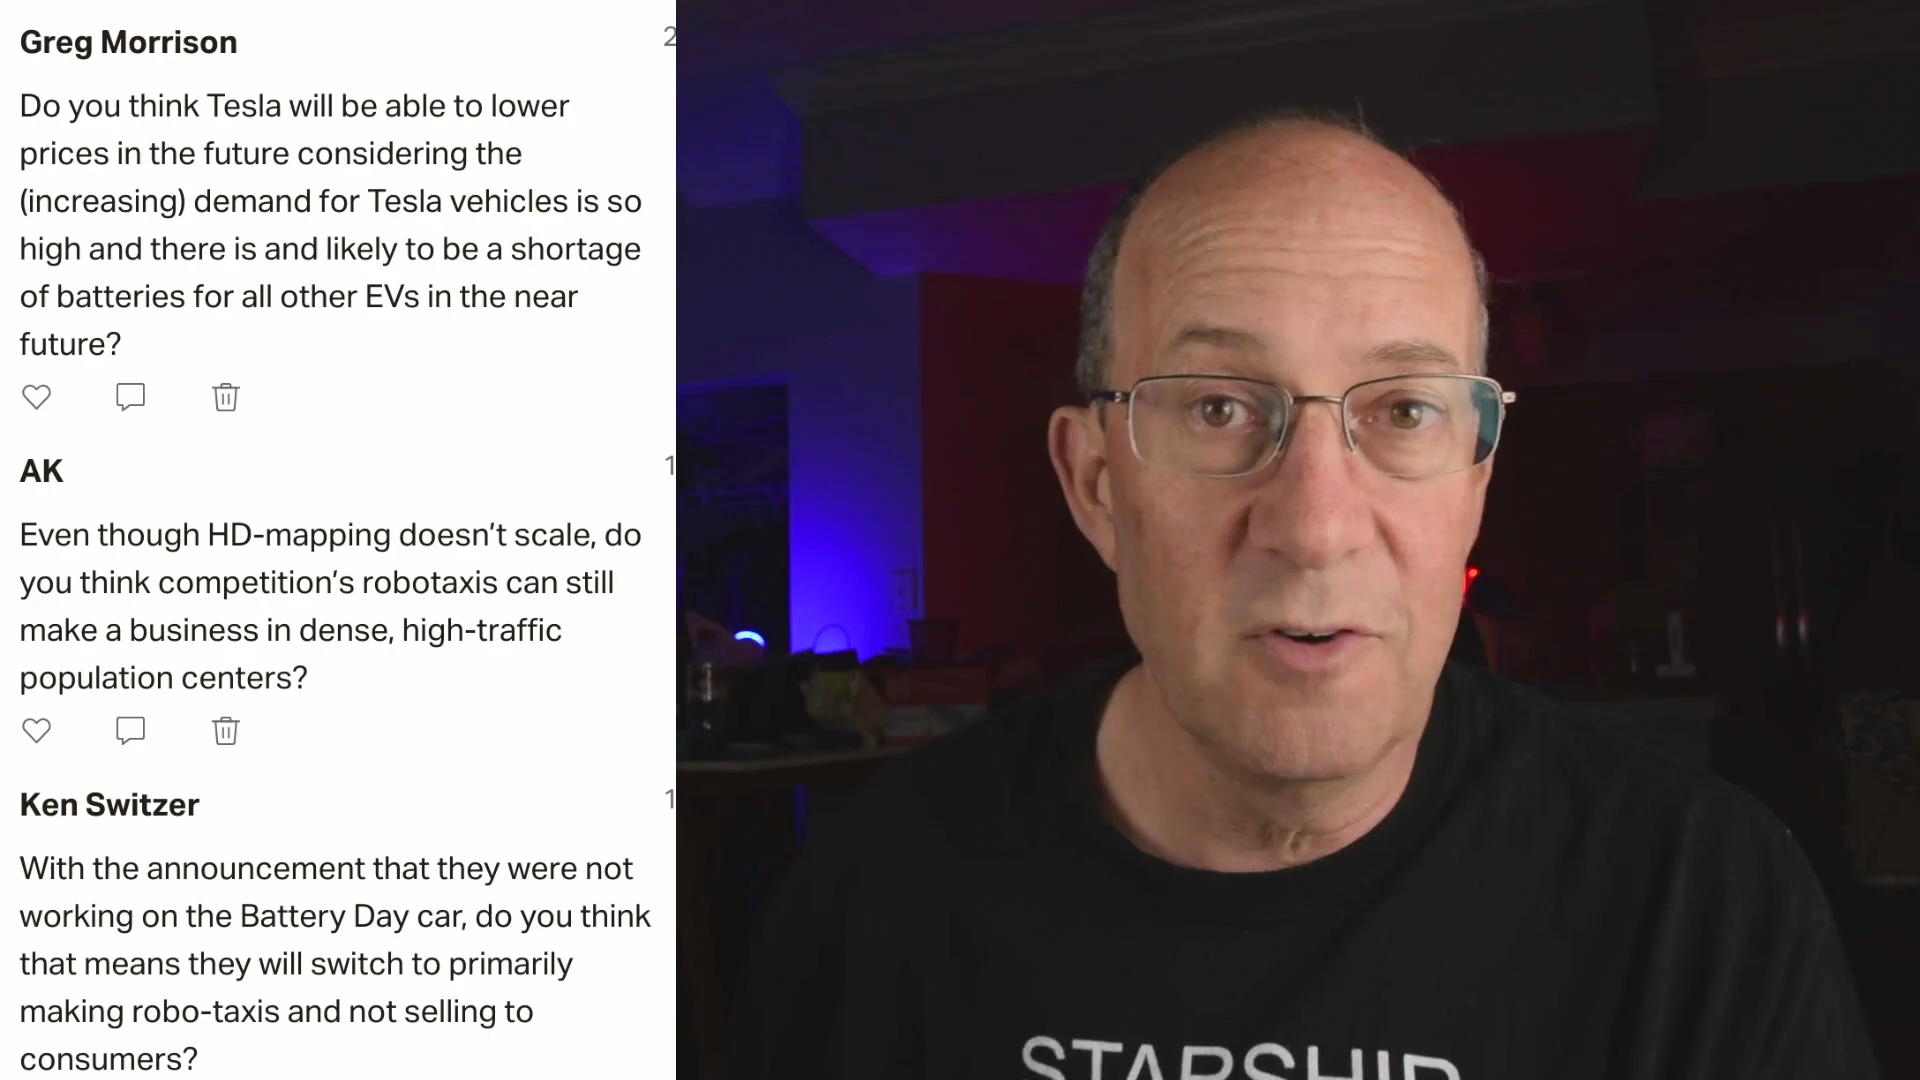 Greg Morrison
2
Do you think Tesla will be able to lower
prices in the future considering the
(increasing) demand for Tesla vehicles is so
high and there is and likely to be a shortage
of batteries for all other EVs in the near
future?
AK
1
Even though HD-mapping doesn’t scale, do
you think competition’s robotaxis can still
make a business in dense, high-traffic
population centers?
Ken Switzer
1
With the announcement that they were not
working on the Battery Day car, do you think
that means they will switch to primarily
making robo-taxis and not selling to
consumers?
STARSHIP